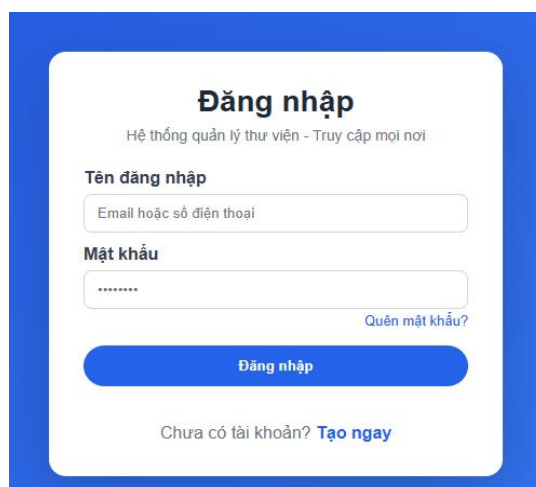 Đăng nhập
Hệ thống quản lý thư viện - Truy cập mọi nơi
Tên đăng nhập
Email hoặc số điện thoại
Mật khẩu
••••••••
Quên mật khẩu?
Đăng nhập
Chưa có tài khoản? Tạo ngay